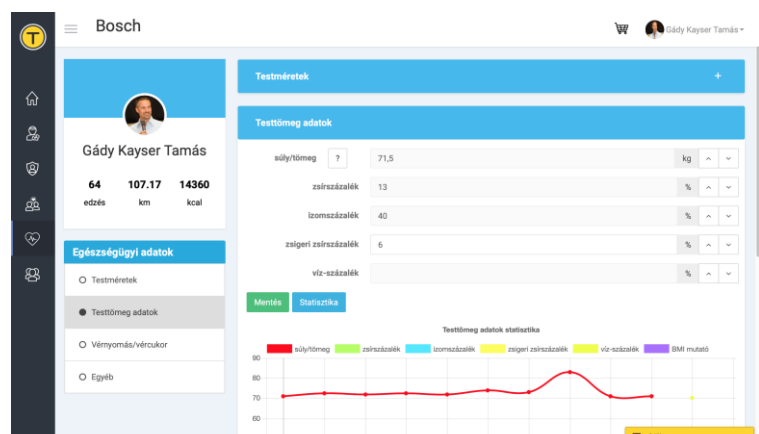 T
Bosch
Gády Kayser Tamás
Gády Kayser Tamás
64 107.17 14360
edzés km kcal
Egészségügyi adatok
Testméretek
Testtömeg adatok
Vérnyomás/vércukor
Egyéb
Testméretek +
Testtömeg adatok
súly/tömeg ? 71,5 kg
zsírszázalék 13 %
izomszázalék 40 %
zsigeri zsírszázalék 6 %
víz-százalék %
Mentés Statisztika
Testtömeg adatok statisztika
súly/tömeg zsírszázalék izomszázalék zsigeri zsírszázalék víz-százalék BMI mutató
90
80
70
60